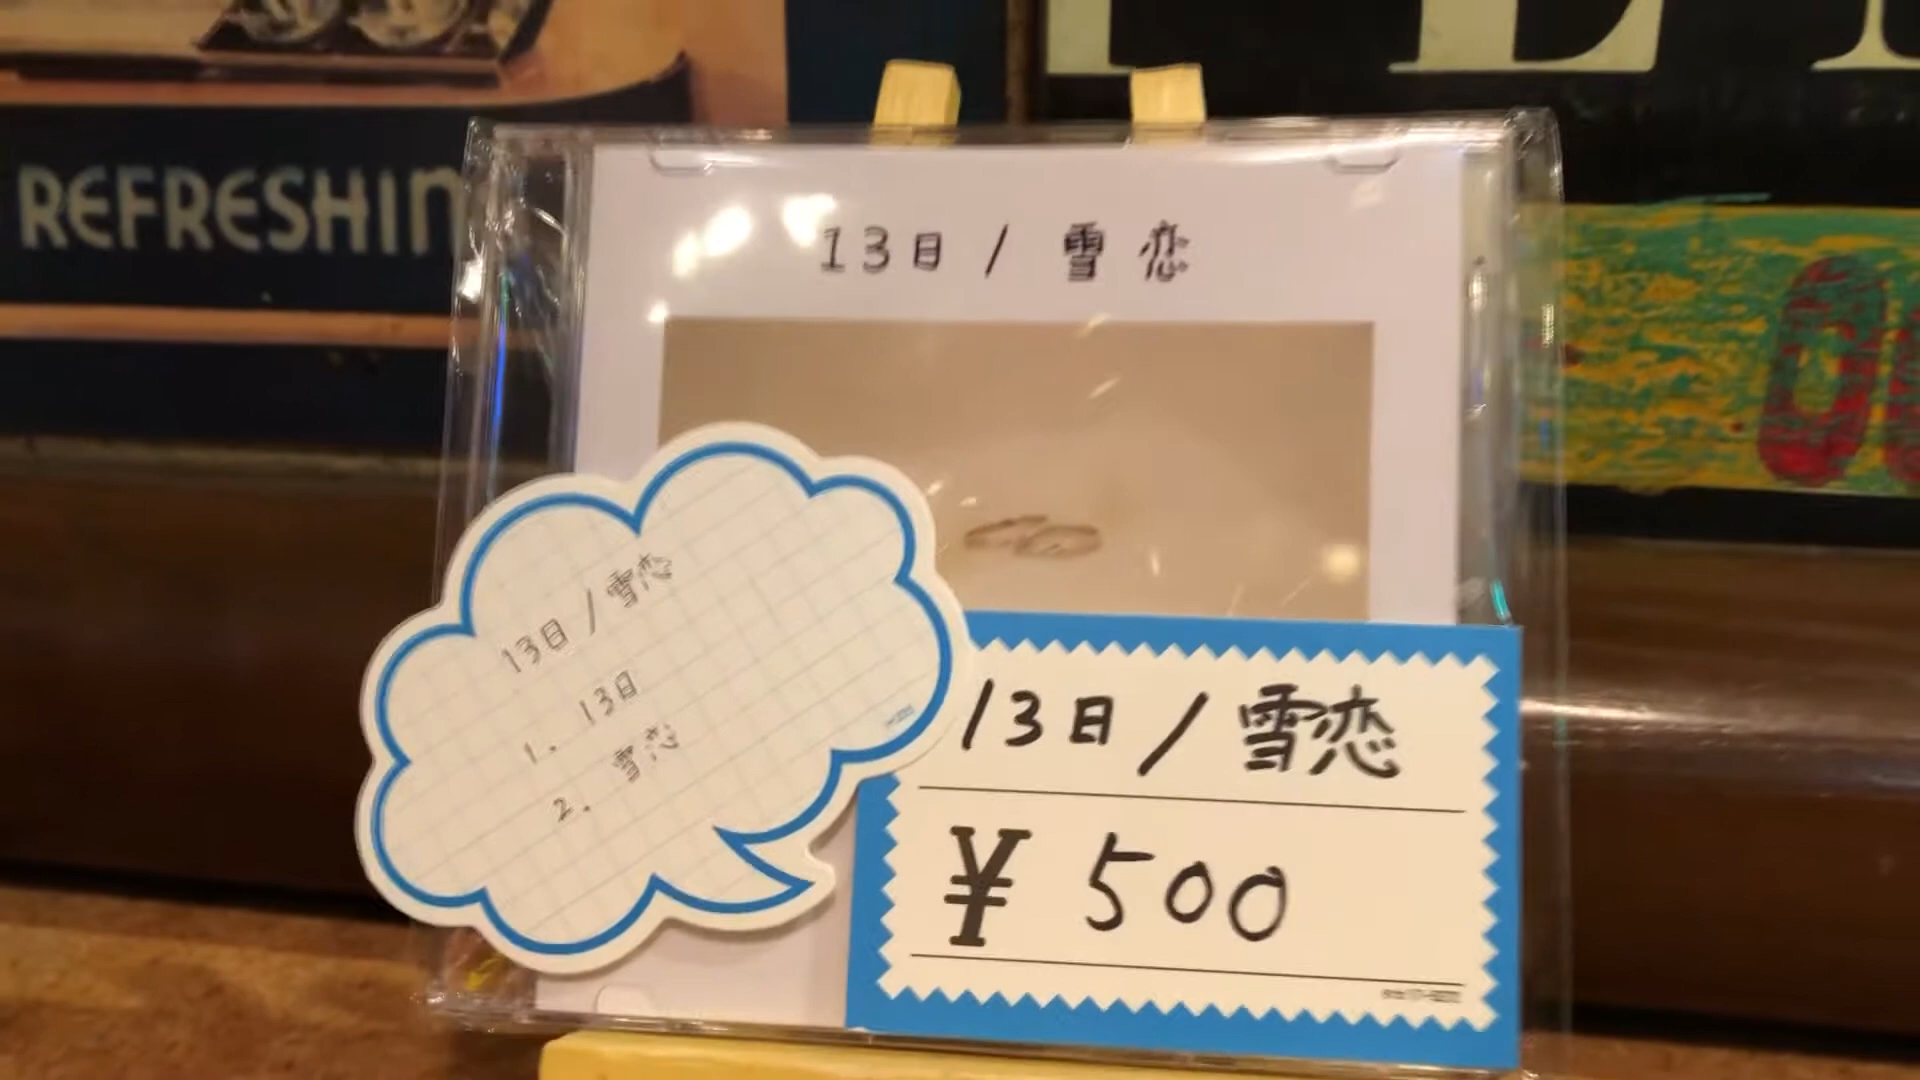 REFRESHIN
13日 / 雪恋
13日 / 雪恋
1. 13日
2. 雪恋
13日 / 雪恋
¥ 500